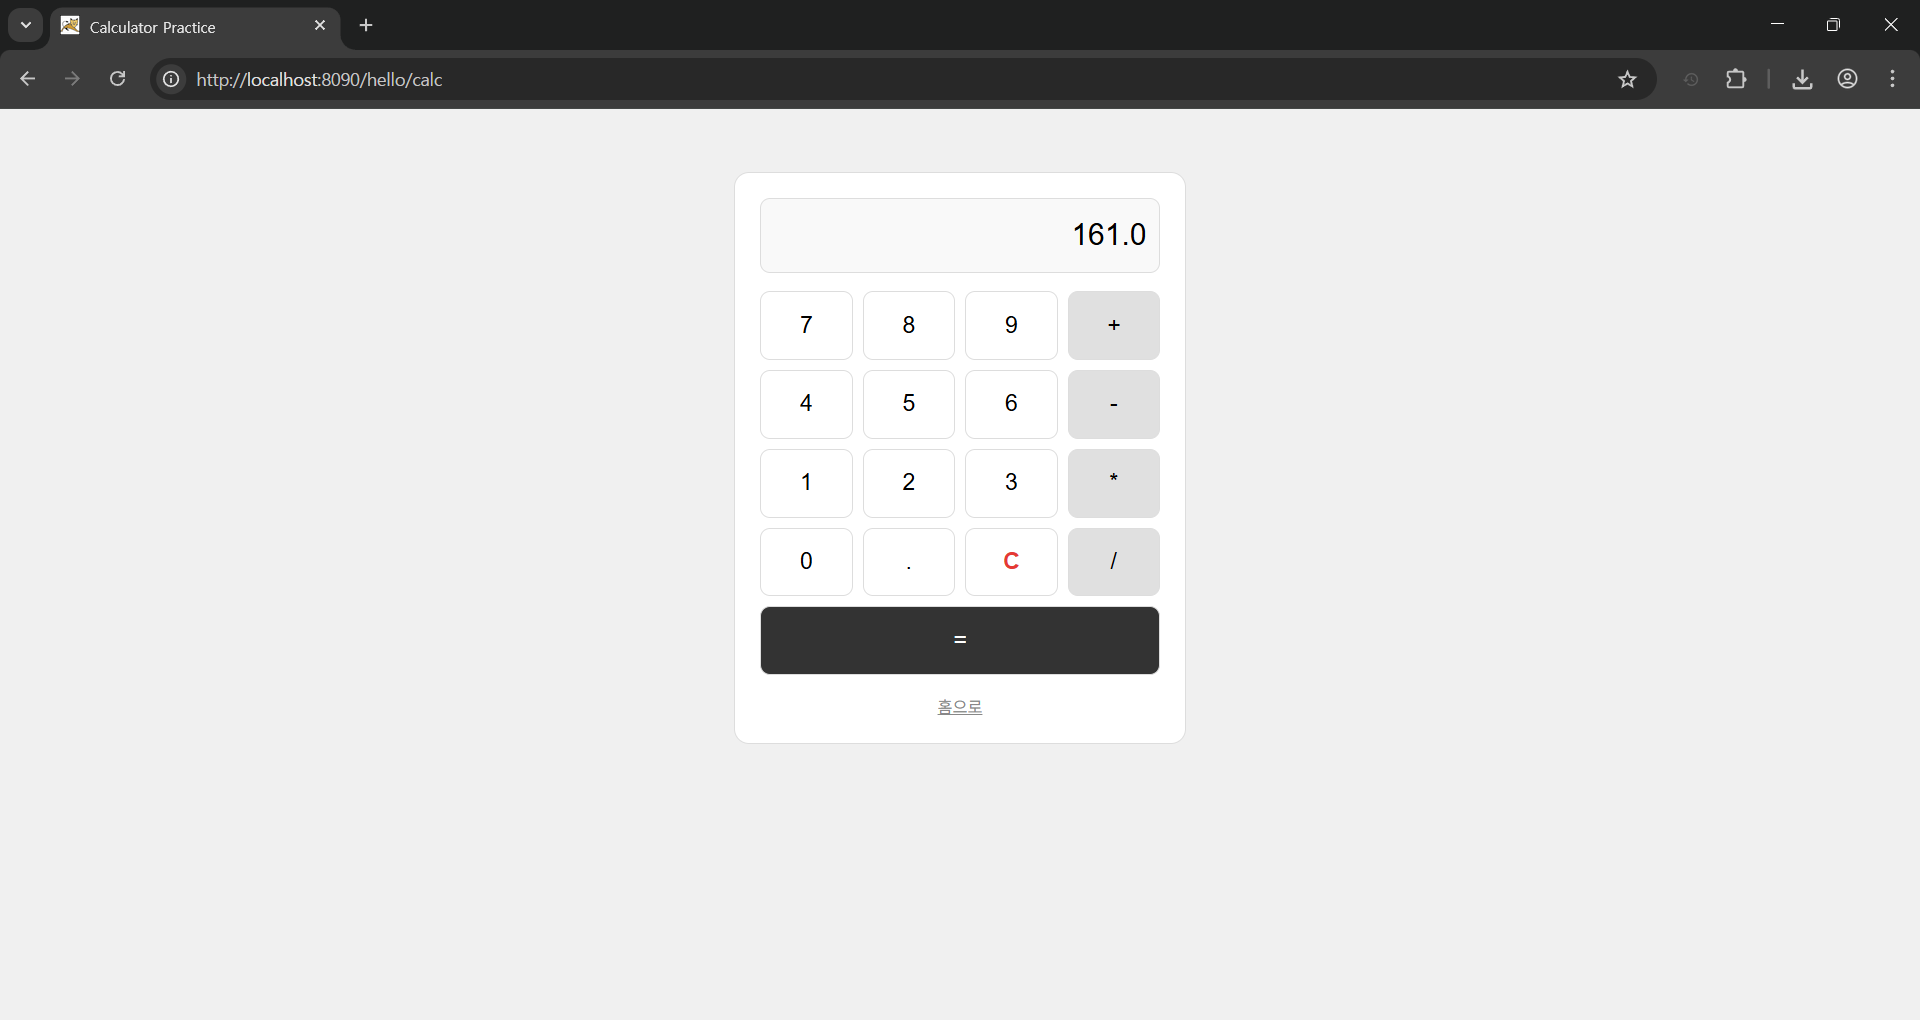 Calculator Practice
http://localhost:8090/hello/calc
161.0
7 8 9 +
4 5 6 -
1 2 3 *
0 . C /
=
홈으로